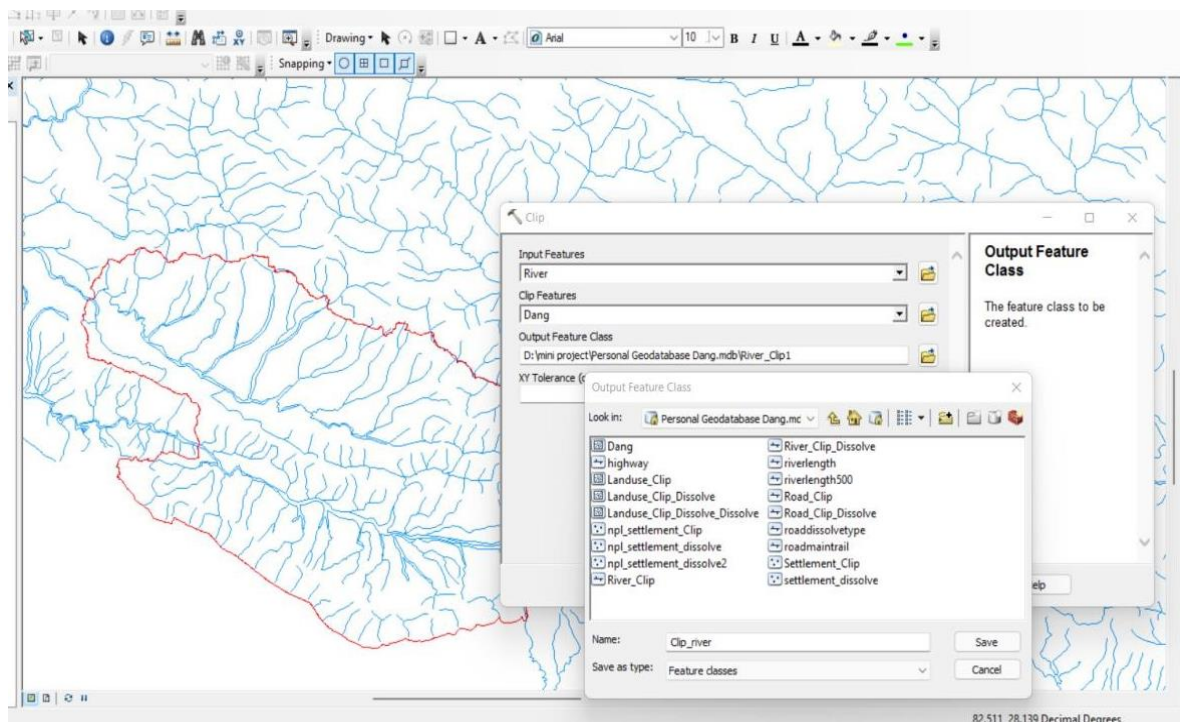 Drawing
Arial
10
B I U A
Snapping
Clip
Input Features
River
Clip Features
Dang
Output Feature Class
D:\mini project\Personal Geodatabase Dang.mdb\River_Clip1
XY Tolerance (
Output Feature Class
The feature class to be created.
Output Feature Class
Look in: Personal Geodatabase Dang.mc
Dang
highway
Landuse_Clip
Landuse_Clip_Dissolve
Landuse_Clip_Dissolve_Dissolve
npl_settlement_Clip
npl_settlement_dissolve
npl_settlement_dissolve2
River_Clip
River_Clip_Dissolve
riverlength
riverlength500
Road_Clip
Road_Clip_Dissolve
roaddissolvetype
roadmaintrail
Settlement_Clip
settlement_dissolve
Name: Clip_river
Save
Save as type: Feature classes
Cancel
elp
82.511 28.139 Decimal Degrees